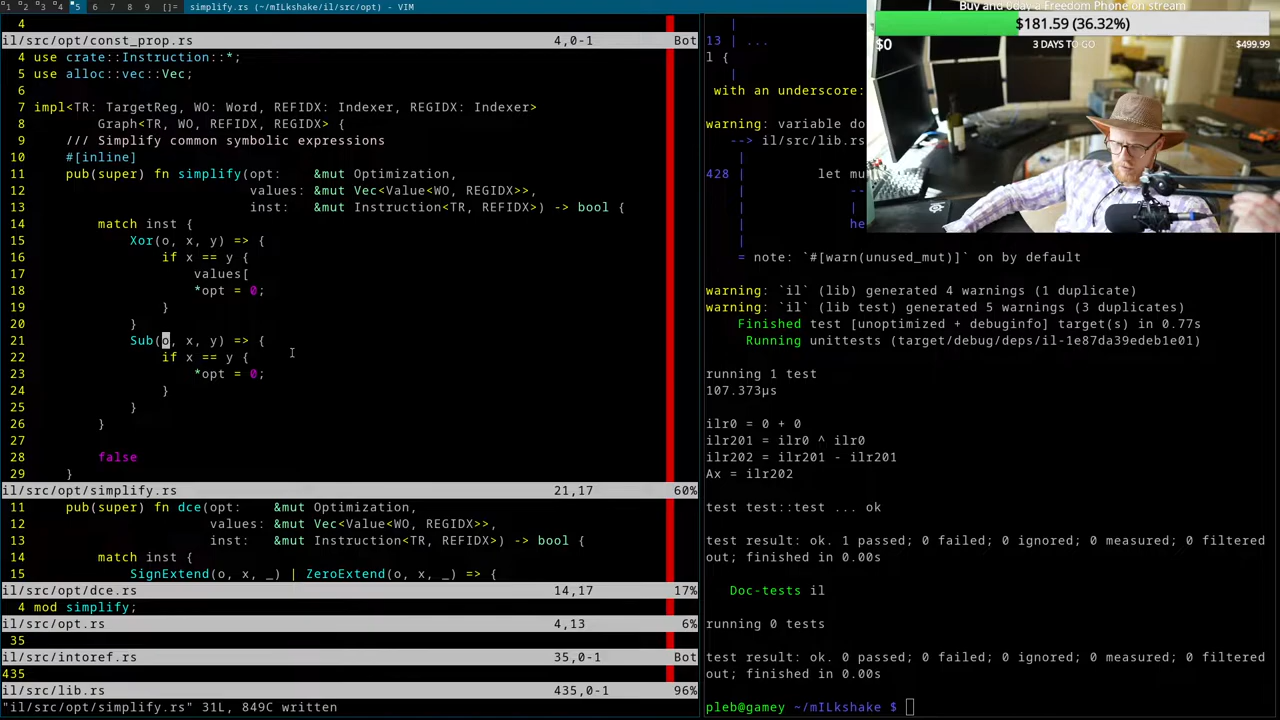 1 2 3 4 5 6 7 8 9 []= simplify.rs (~/mILkshake/il/src/opt) - VIM
4
il/src/opt/const_prop.rs 4,0-1 Bot
4 use crate::Instruction::*;
5 use alloc::vec::Vec;
6
7 impl<TR: TargetReg, WO: Word, REFIDX: Indexer, REGIDX: Indexer>
8 Graph<TR, WO, REFIDX, REGIDX> {
9 /// Simplify common symbolic expressions
10 #[inline]
11 pub(super) fn simplify(opt: &mut Optimization,
12 values: &mut Vec<Value<WO, REGIDX>>,
13 inst: &mut Instruction<TR, REFIDX>) -> bool {
14 match inst {
15 Xor(o, x, y) => {
16 if x == y {
17 values[
18 *opt = 0;
19 }
20 }
21 Sub(o, x, y) => {
22 if x == y {
23 *opt = 0;
24 }
25 }
26 }
27
28 false
29 }
il/src/opt/simplify.rs 21,17 60%
11 pub(super) fn dce(opt: &mut Optimization,
12 values: &mut Vec<Value<WO, REGIDX>>,
13 inst: &mut Instruction<TR, REFIDX>) -> bool {
14 match inst {
15 SignExtend(o, x, _) | ZeroExtend(o, x, _) => {
il/src/opt/dce.rs 14,17 17%
4 mod simplify;
il/src/opt.rs 4,13 6%
35
il/src/intoref.rs 35,0-1 Bot
435
il/src/lib.rs 435,0-1 96%
"il/src/opt/simplify.rs" 31L, 849C written
|
13 | ...
l {
|
with an underscore:
warning: variable do
--> il/src/lib.rs
|
428 | let mu
| --
| |
| he
|
= note: `#[warn(unused_mut)]` on by default
warning: `il` (lib) generated 4 warnings (1 duplicate)
warning: `il` (lib test) generated 5 warnings (3 duplicates)
Finished test [unoptimized + debuginfo] target(s) in 0.77s
Running unittests (target/debug/deps/il-1e87da39edeb1e01)
running 1 test
107.373µs
ilr0 = 0 + 0
ilr201 = ilr0 ^ ilr0
ilr202 = ilr201 - ilr201
Ax = ilr202
test test::test ... ok
test result: ok. 1 passed; 0 failed; 0 ignored; 0 measured; 0 filtered
out; finished in 0.00s
Doc-tests il
running 0 tests
test result: ok. 0 passed; 0 failed; 0 ignored; 0 measured; 0 filtered
out; finished in 0.00s
pleb@gamey ~/mILkshake $
Buy and 0day a Freedom Phone on stream
$181.59 (36.32%)
$0 3 DAYS TO GO $499.99